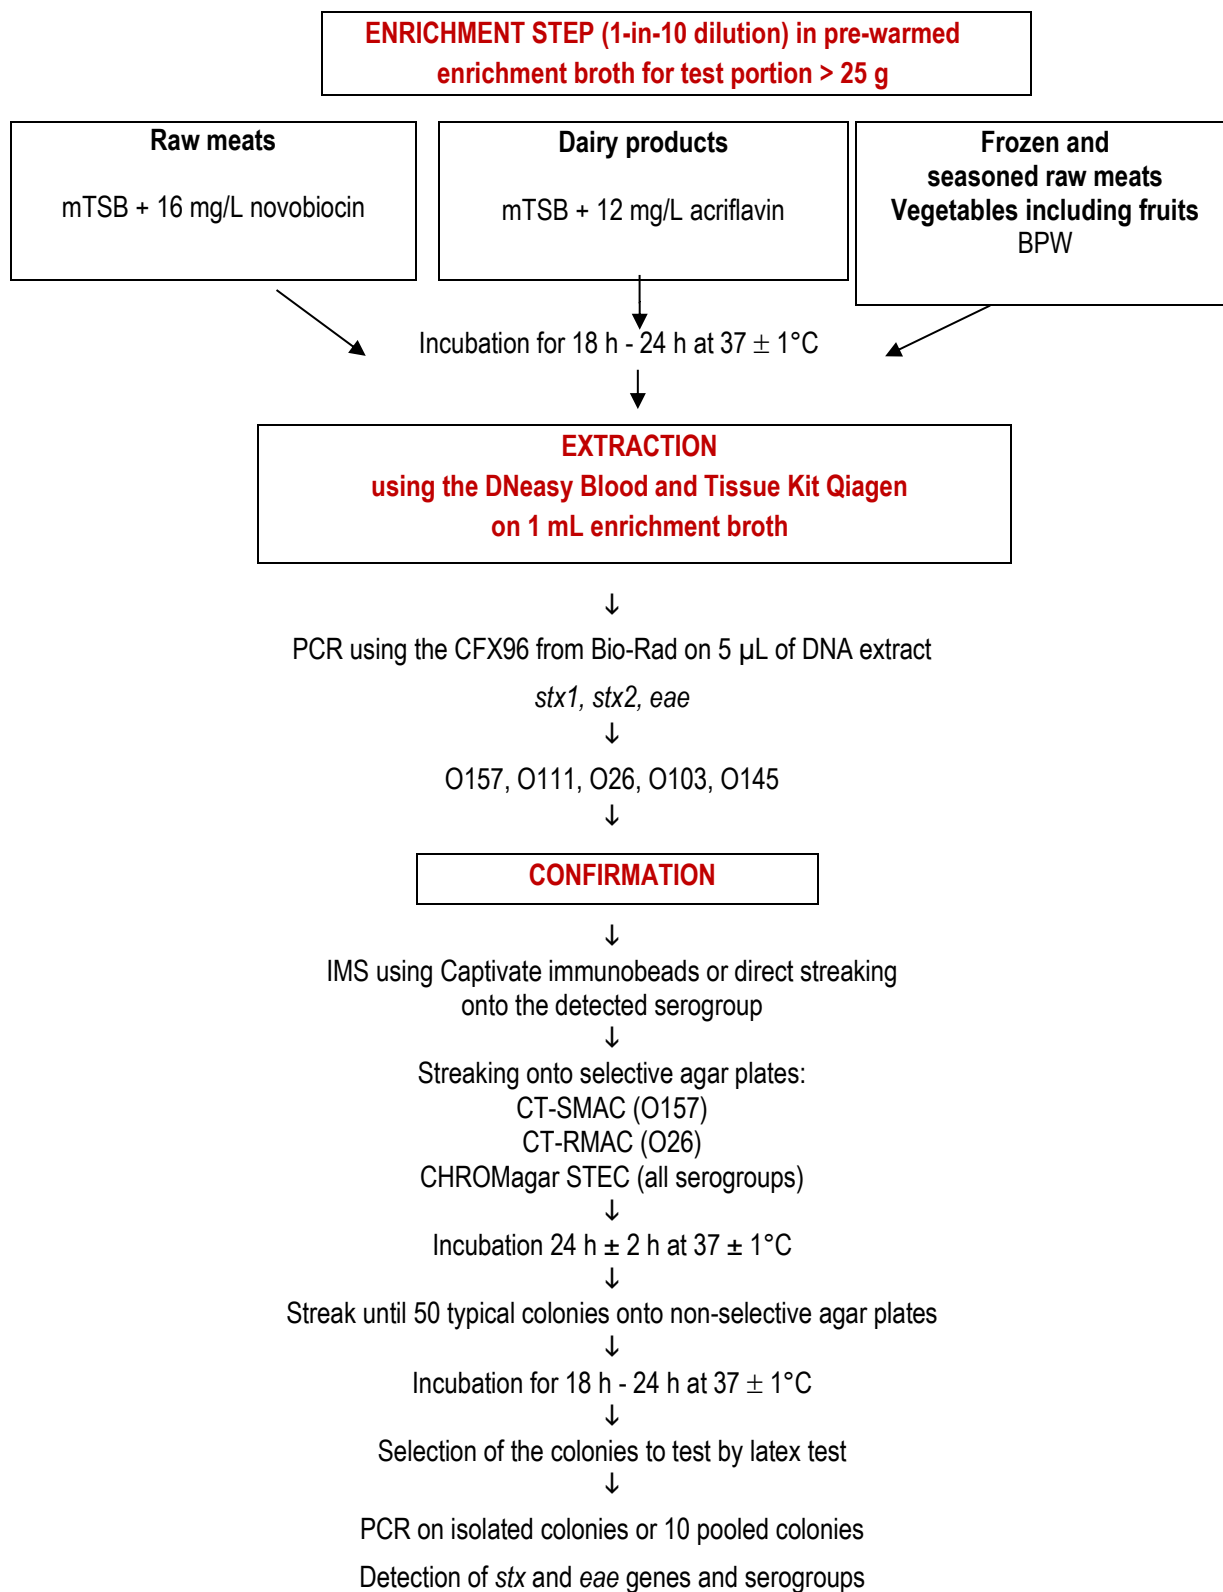 ENRICHMENT STEP (1-in-10 dilution) in pre-warmed
enrichment broth for test portion > 25 g
Raw meats
mTSB + 16 mg/L novobiocin
Dairy products
mTSB + 12 mg/L acriflavin
Frozen and
seasoned raw meats
Vegetables including fruits
BPW
Incubation for 18 h - 24 h at 37 ± 1°C
EXTRACTION
using the DNeasy Blood and Tissue Kit Qiagen
on 1 mL enrichment broth
↓
PCR using the CFX96 from Bio-Rad on 5 µL of DNA extract
stx1, stx2, eae
↓
O157, O111, O26, O103, O145
↓
CONFIRMATION
↓
IMS using Captivate immunobeads or direct streaking
onto the detected serogroup
↓
Streaking onto selective agar plates:
CT-SMAC (O157)
CT-RMAC (O26)
CHROMagar STEC (all serogroups)
↓
Incubation 24 h ± 2 h at 37 ± 1°C
↓
Streak until 50 typical colonies onto non-selective agar plates
↓
Incubation for 18 h - 24 h at 37 ± 1°C
↓
Selection of the colonies to test by latex test
↓
PCR on isolated colonies or 10 pooled colonies
Detection of stx and eae genes and serogroups